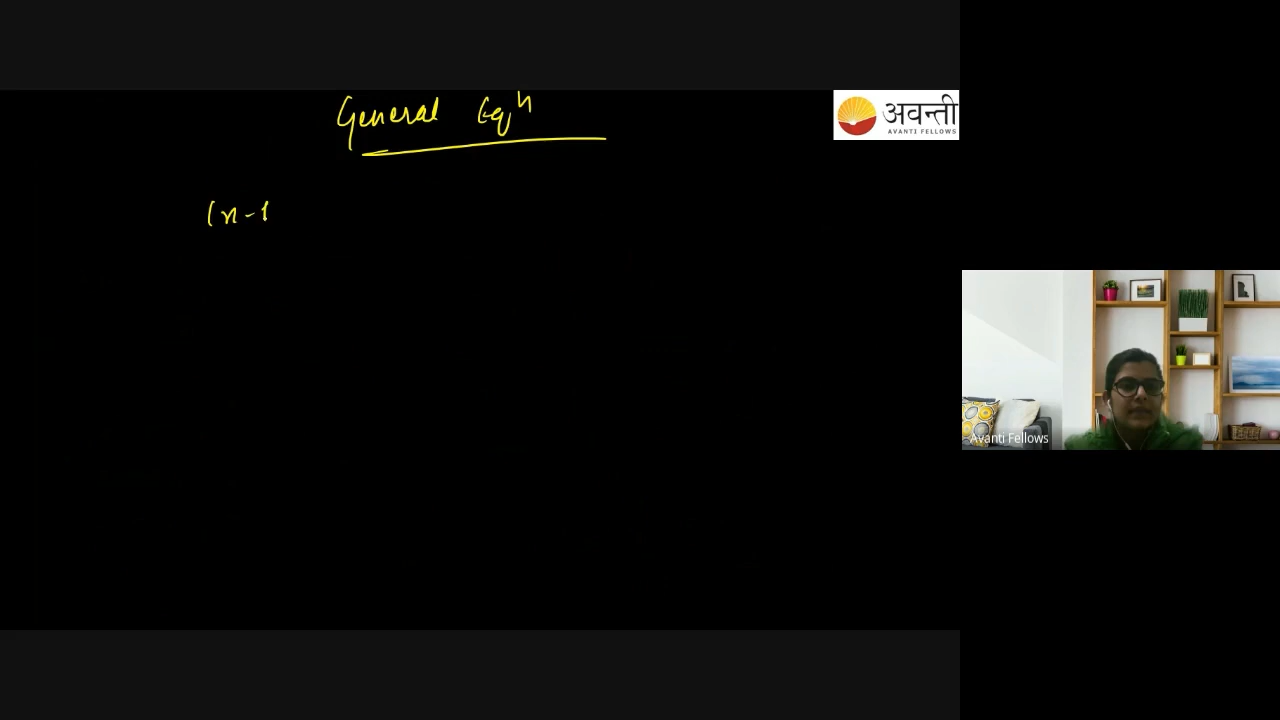 General Eqn
अवन्ती
AVANTI FELLOWS
(x-1
Avanti Fellows